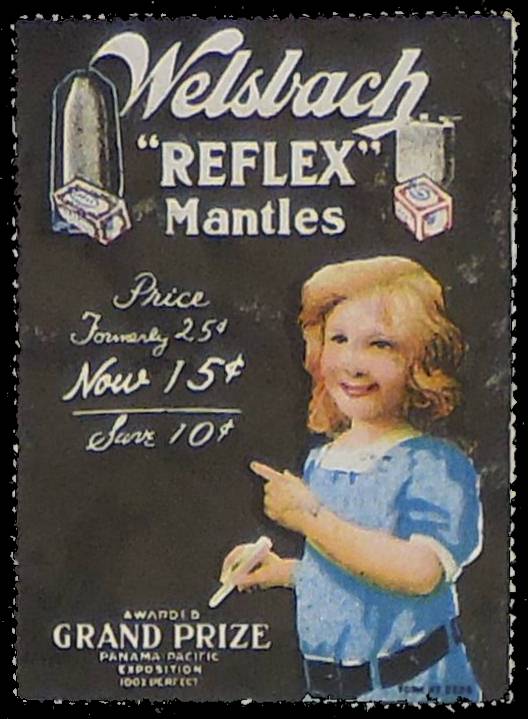 Welsbach
"REFLEX"
Mantles
Price
Formerly 25¢
Now 15¢
Save 10¢
AWARDED
GRAND PRIZE
PANAMA-PACIFIC
EXPOSITION
100% PERFECT